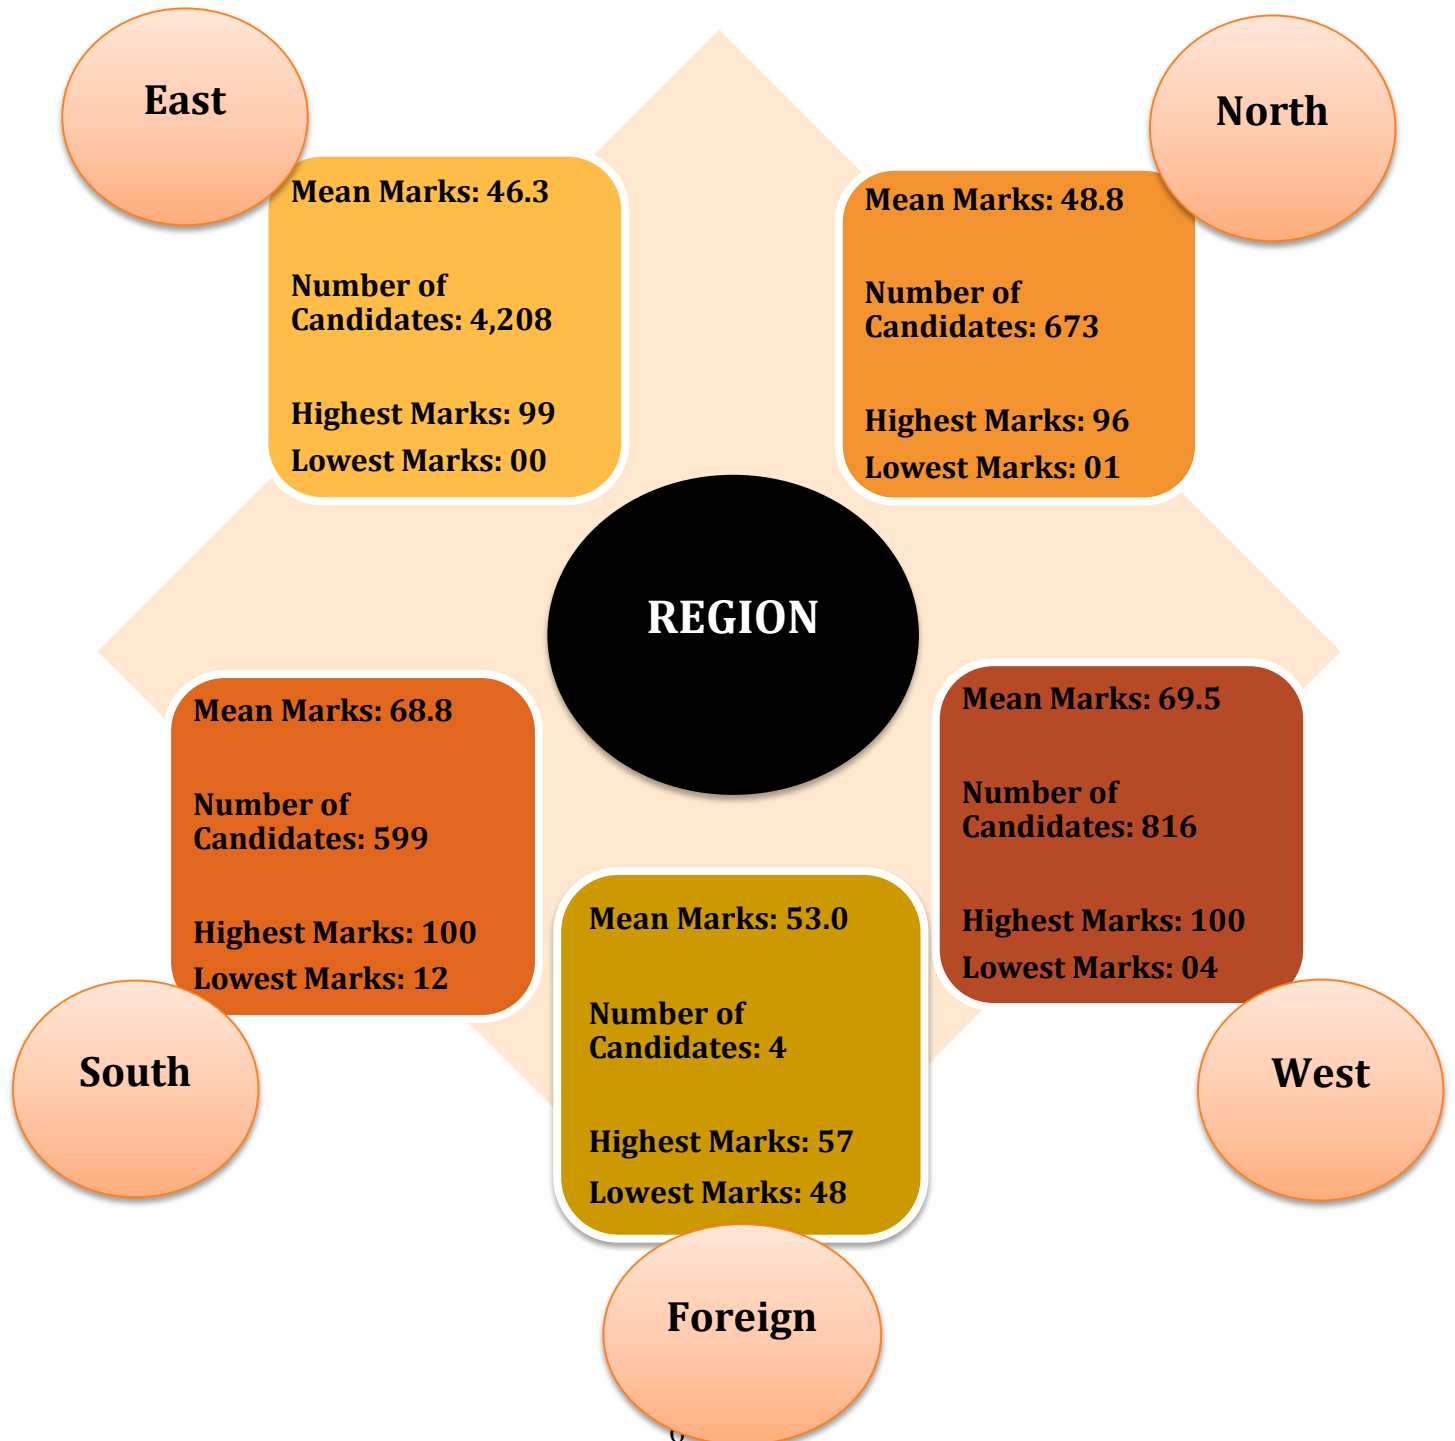 East
Mean Marks: 46.3
Number of
Candidates: 4,208
Highest Marks: 99
Lowest Marks: 00
North
Mean Marks: 48.8
Number of
Candidates: 673
Highest Marks: 96
Lowest Marks: 01
REGION
Mean Marks: 68.8
Number of
Candidates: 599
Highest Marks: 100
Lowest Marks: 12
South
Mean Marks: 53.0
Number of
Candidates: 4
Highest Marks: 57
Lowest Marks: 48
Foreign
Mean Marks: 69.5
Number of
Candidates: 816
Highest Marks: 100
Lowest Marks: 04
West